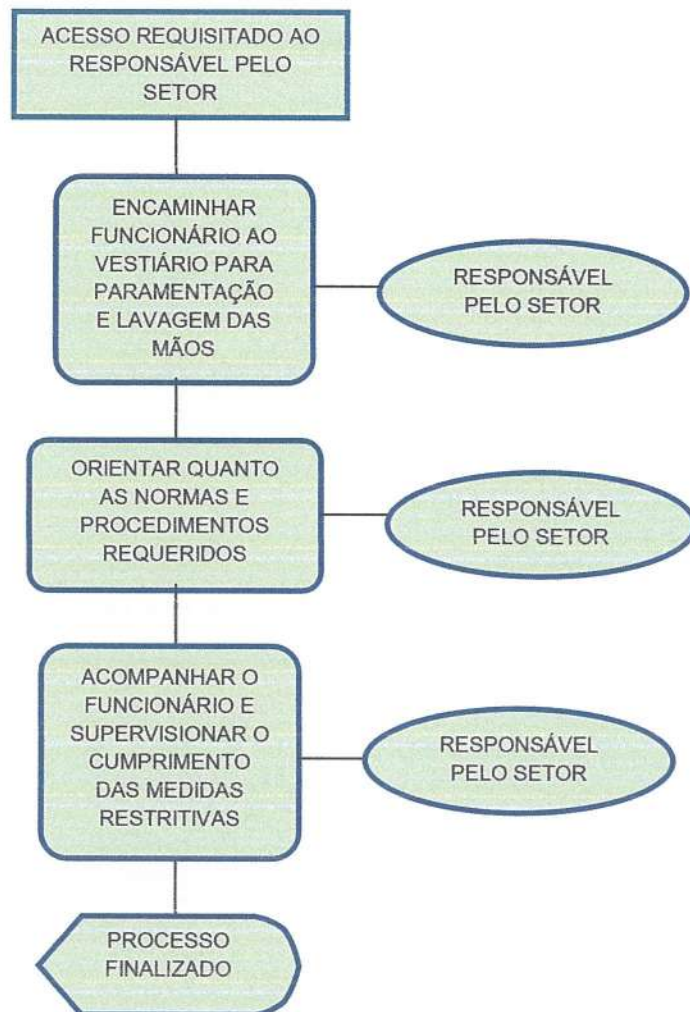 ACESSO REQUISITADO AO
RESPONSÁVEL PELO
SETOR
ENCAMINHAR
FUNCIONÁRIO AO
VESTIÁRIO PARA
PARAMENTAÇÃO
E LAVAGEM DAS
MÃOS
RESPONSÁVEL
PELO SETOR
ORIENTAR QUANTO
AS NORMAS E
PROCEDIMENTOS
REQUERIDOS
RESPONSÁVEL
PELO SETOR
ACOMPANHAR O
FUNCIONÁRIO E
SUPERVISIONAR O
CUMPRIMENTO
DAS MEDIDAS
RESTRITIVAS
RESPONSÁVEL
PELO SETOR
PROCESSO
FINALIZADO